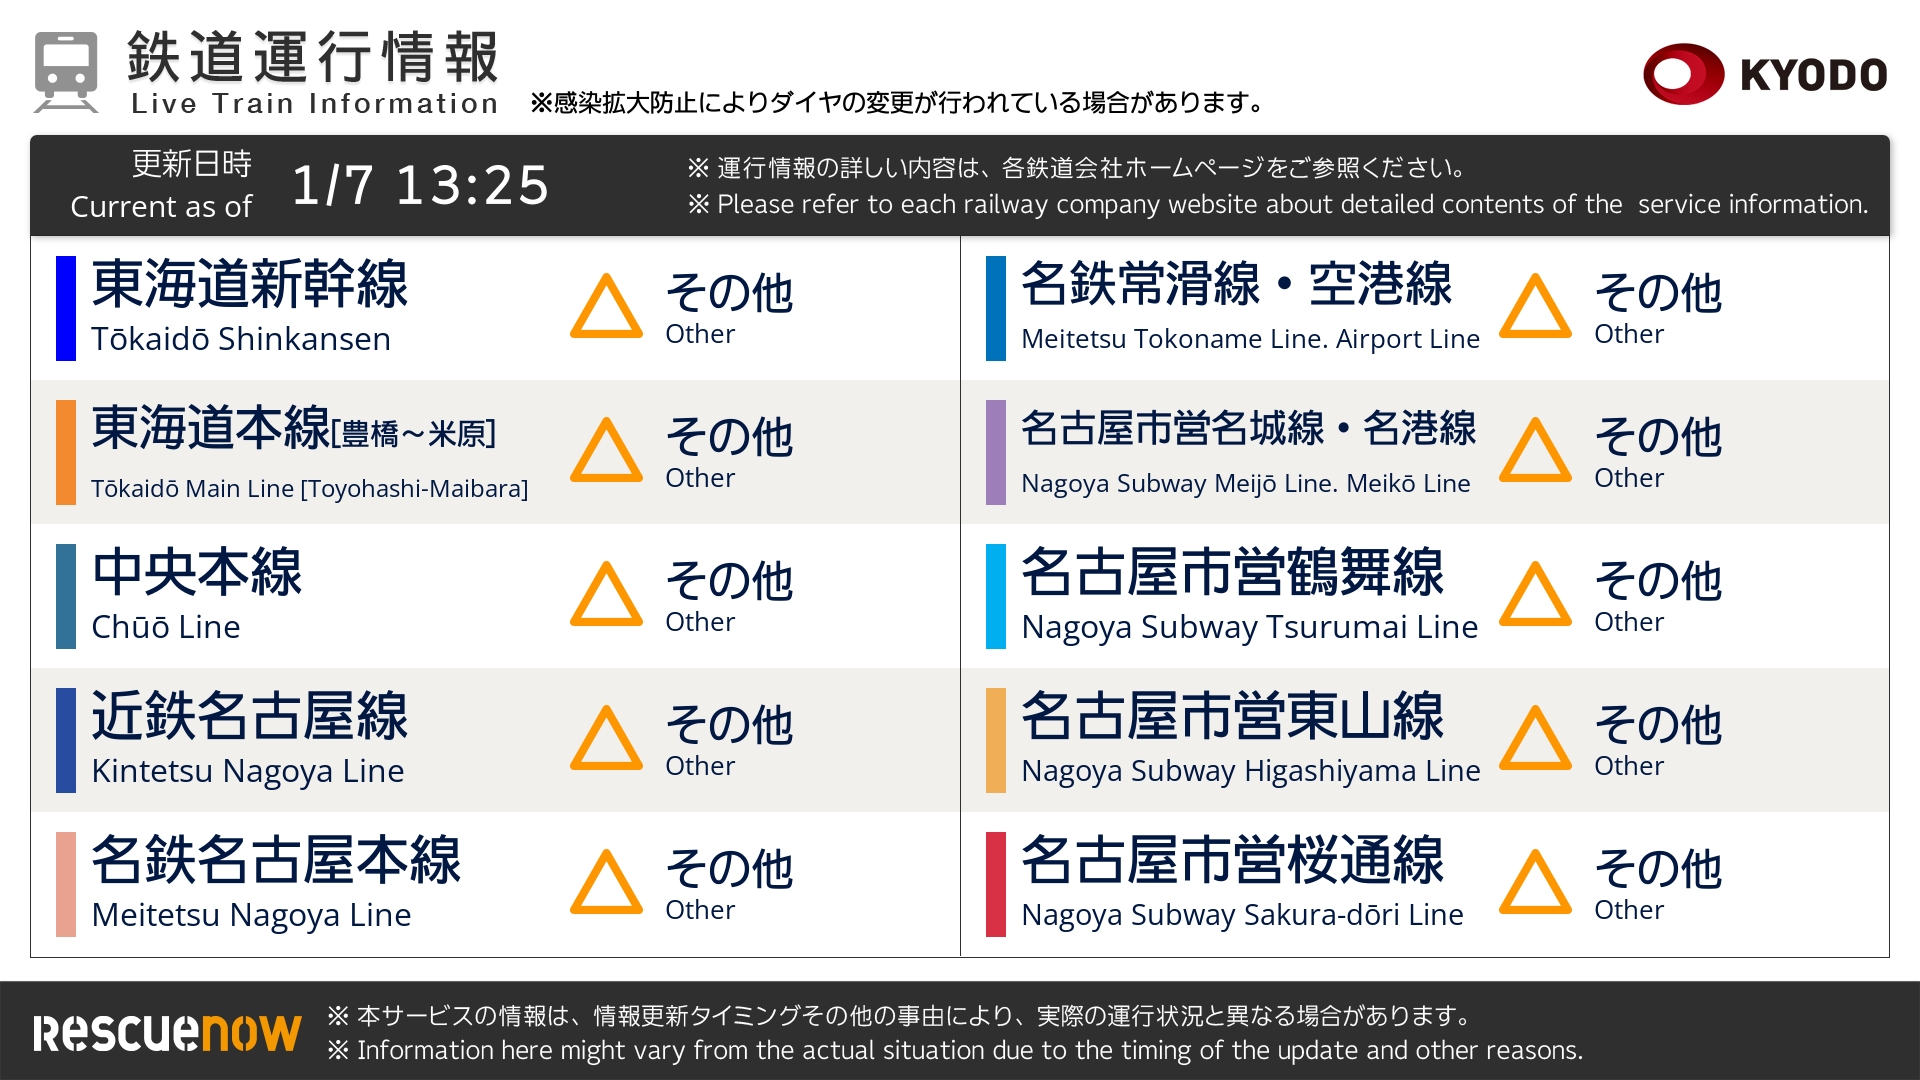 鉄道運行情報
Live Train Information
※感染拡大防止によりダイヤの変更が行われている場合があります。
KYODO
更新日時
Current as of
1/7 13:25
※ 運行情報の詳しい内容は、各鉄道会社ホームページをご参照ください。
※ Please refer to each railway company website about detailed contents of the service information.
東海道新幹線
Tōkaidō Shinkansen
その他
Other
東海道本線[豊橋～米原]
Tōkaidō Main Line [Toyohashi-Maibara]
その他
Other
中央本線
Chūō Line
その他
Other
近鉄名古屋線
Kintetsu Nagoya Line
その他
Other
名鉄名古屋本線
Meitetsu Nagoya Line
その他
Other
名鉄常滑線・空港線
Meitetsu Tokoname Line. Airport Line
その他
Other
名古屋市営名城線・名港線
Nagoya Subway Meijō Line. Meikō Line
その他
Other
名古屋市営鶴舞線
Nagoya Subway Tsurumai Line
その他
Other
名古屋市営東山線
Nagoya Subway Higashiyama Line
その他
Other
名古屋市営桜通線
Nagoya Subway Sakura-dōri Line
その他
Other
RESCUENOW
※ 本サービスの情報は、情報更新タイミングその他の事由により、実際の運行状況と異なる場合があります。
※ Information here might vary from the actual situation due to the timing of the update and other reasons.